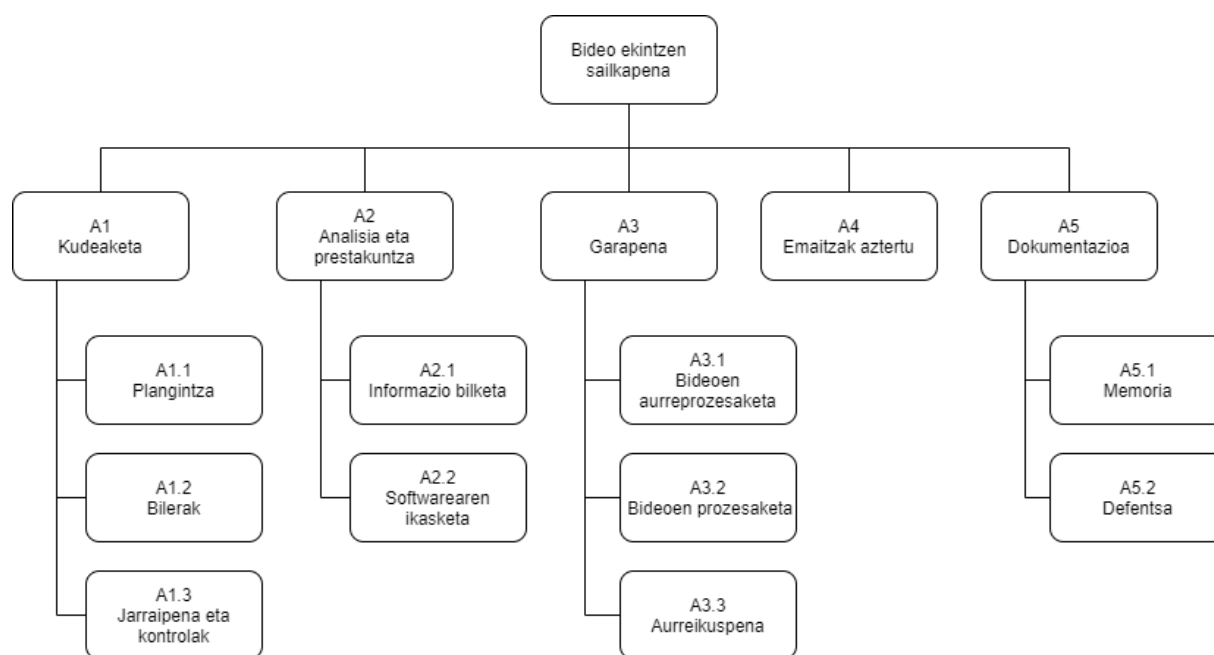 Bideo ekintzen
sailkapena
A1
Kudeaketa
A2
Analisia eta
prestakuntza
A3
Garapena
A4
Emaitzak aztertu
A5
Dokumentazioa
A1.1
Plangintza
A2.1
Informazio bilketa
A3.1
Bideoen
aurreprozesaketa
A5.1
Memoria
A1.2
Bilerak
A2.2
Softwarearen
ikasketa
A3.2
Bideoen prozesaketa
A5.2
Defentsa
A1.3
Jarraipena eta
kontrolak
A3.3
Aurreikuspena